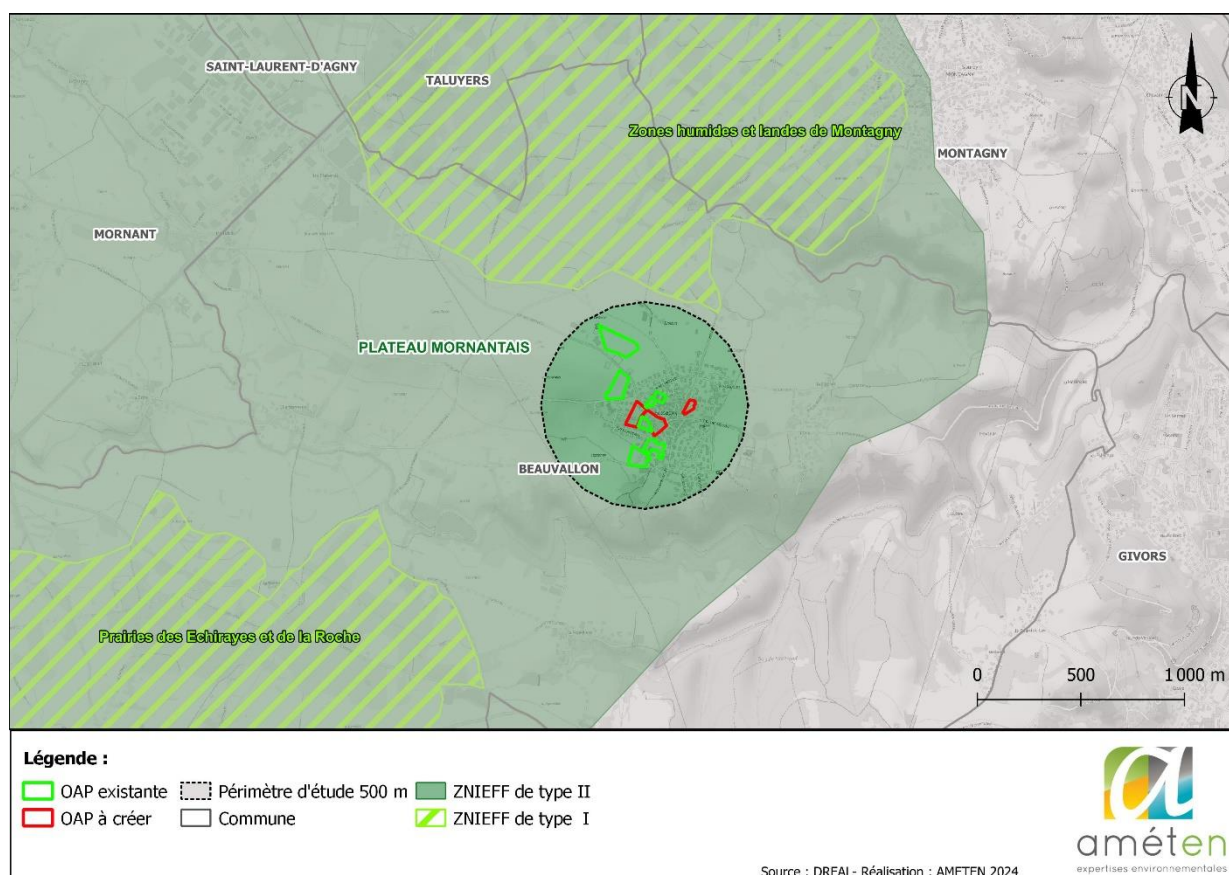 SAINT-LAURENT-D'AGNY
TALUYERS
Zones humides et landes de Montagny
MONTAGNY
N
MORNANT
PLATEAU MORNANTAIS
BEAUVALLON
GIVORS
Prairies des Echirayes et de la Roche
0 500 1 000 m
Légende :
OAP existante
Périmètre d'étude 500 m
ZNIEFF de type II
OAP à créer
Commune
ZNIEFF de type I
améten
expertises environnementales
Source : DREAL - Réalisation : AMETEN 2024